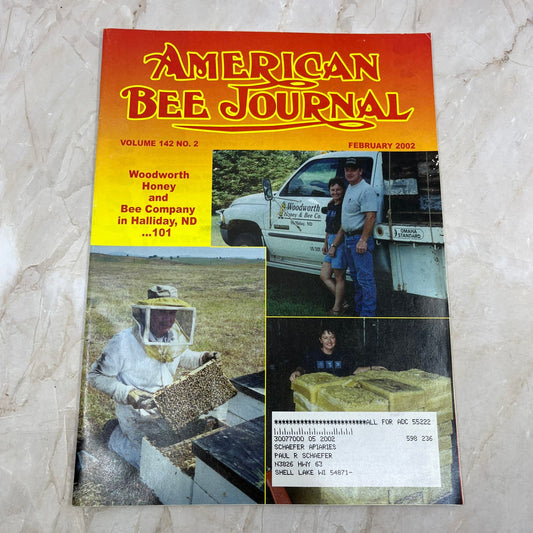 AMERICAN
BEE JOURNAL
VOLUME 142 NO. 2
FEBRUARY 2002
Woodworth
Honey
and
Bee Company
in Halliday, ND
...101
Woodworth
Honey & Bee Co.
Halliday, ND
OMAHA
STANDARD
************************ALL FOR ADC 55222
30077000 05 2002 598 236
SCHAEFER APIARIES
PAUL R SCHAEFER
N3826 HWY 63
SHELL LAKE WI 54871-